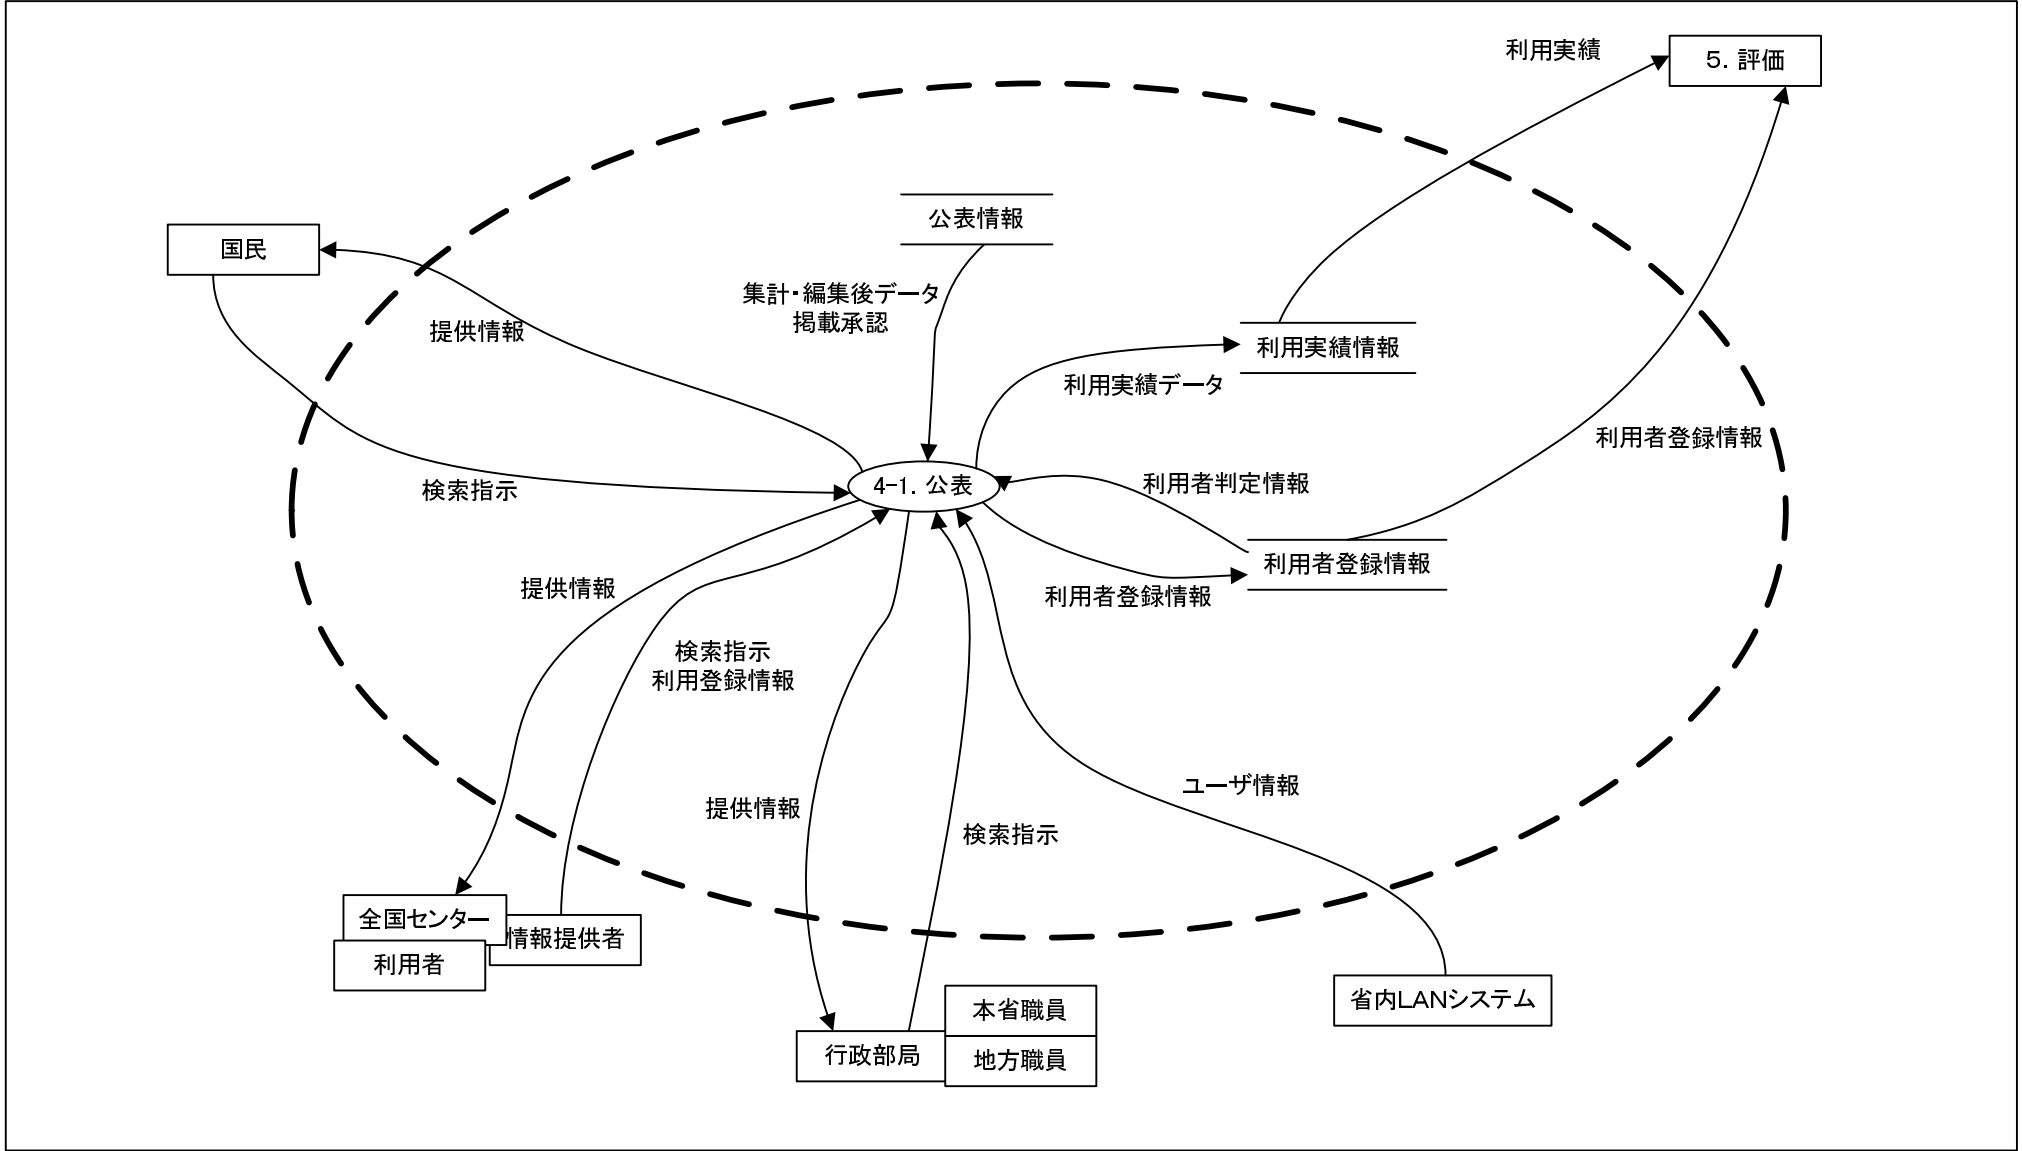 利用実績
５．評価
公表情報
国民
集計・編集後データ
掲載承認
提供情報
利用実績情報
利用実績データ
利用者登録情報
利用者判定情報
検索指示
4-1．公表
利用者登録情報
提供情報
利用者登録情報
検索指示
利用登録情報
ユーザ情報
提供情報
検索指示
全国センター
情報提供者
利用者
省内LANシステム
本省職員
行政部局
地方職員